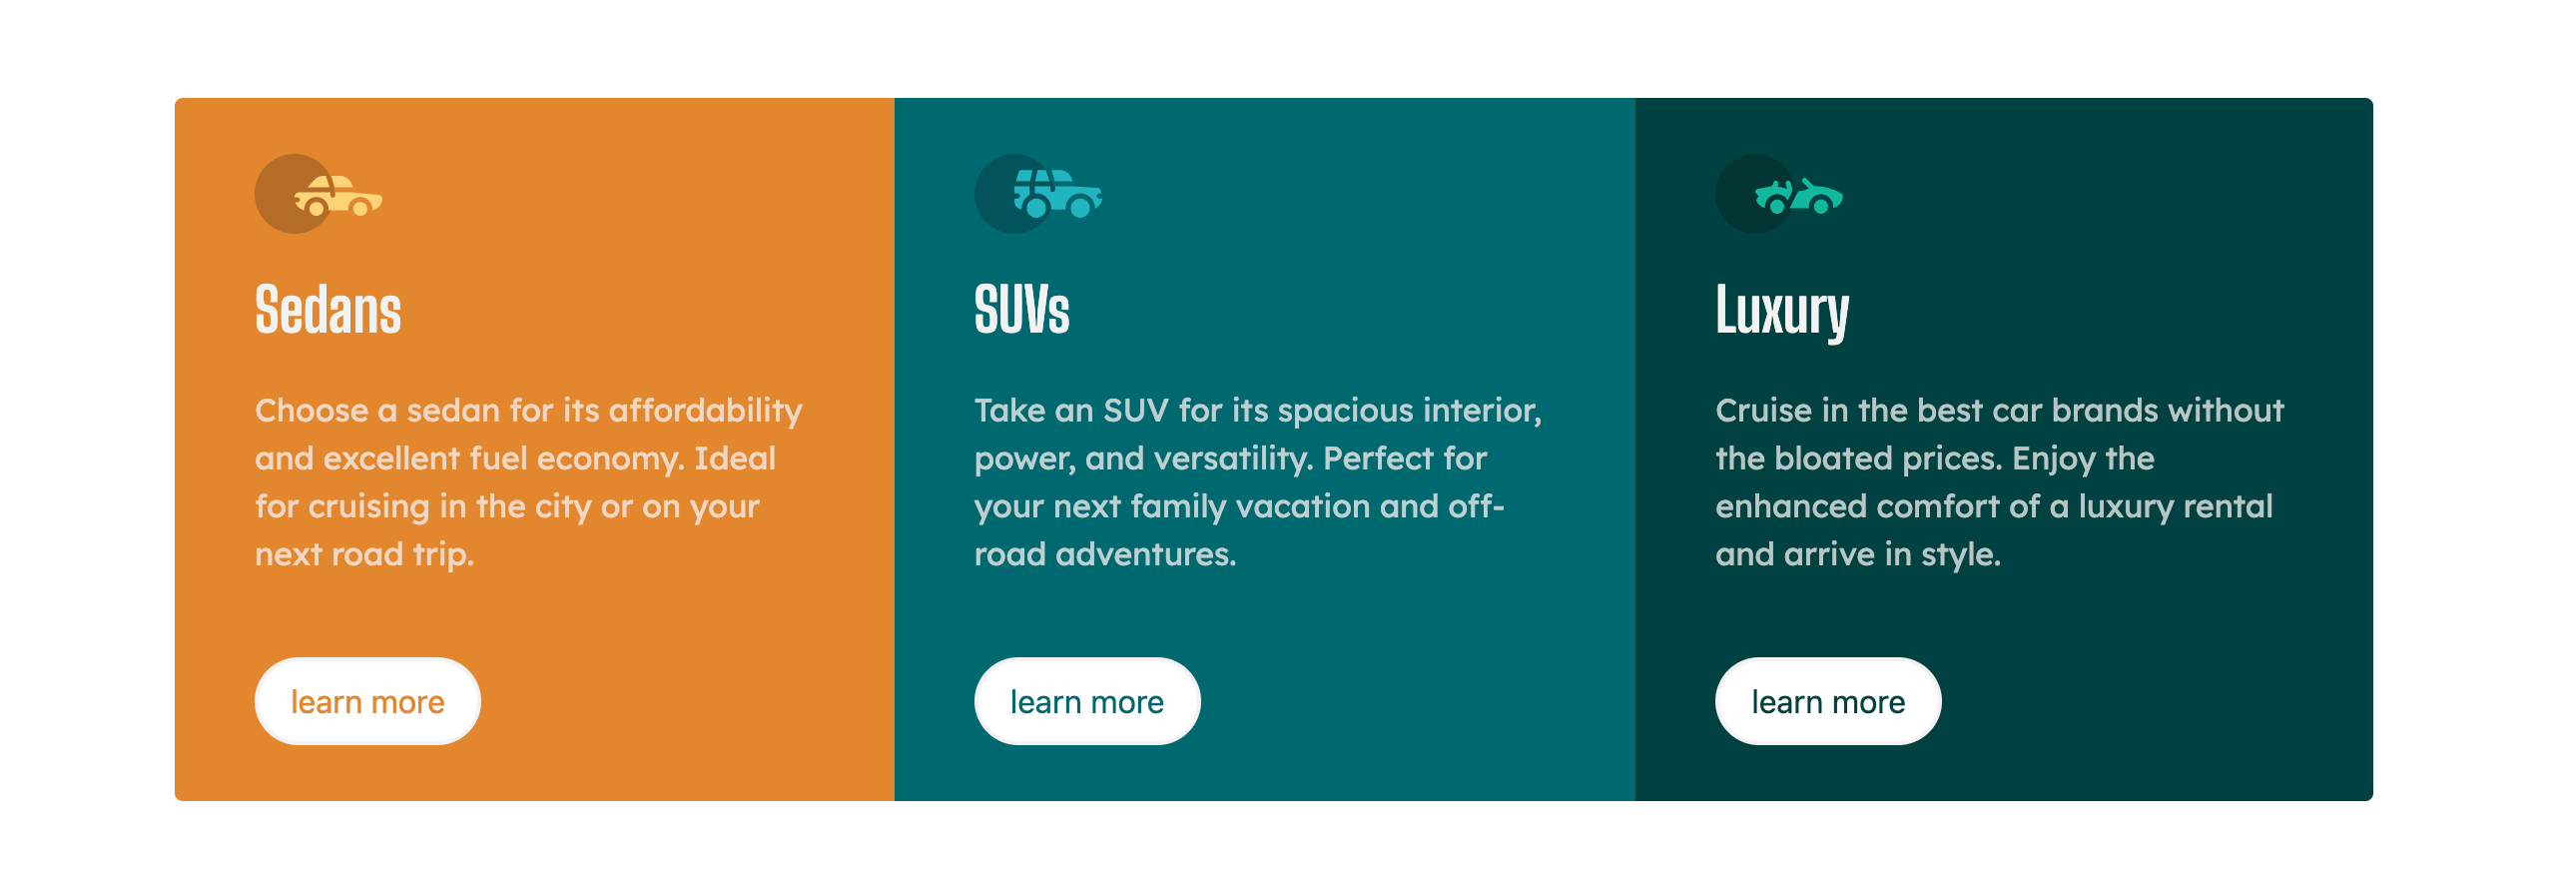 Sedans
Choose a sedan for its affordability
and excellent fuel economy. Ideal
for cruising in the city or on your
next road trip.
learn more
SUVs
Take an SUV for its spacious interior,
power, and versatility. Perfect for
your next family vacation and off-
road adventures.
learn more
Luxury
Cruise in the best car brands without
the bloated prices. Enjoy the
enhanced comfort of a luxury rental
and arrive in style.
learn more